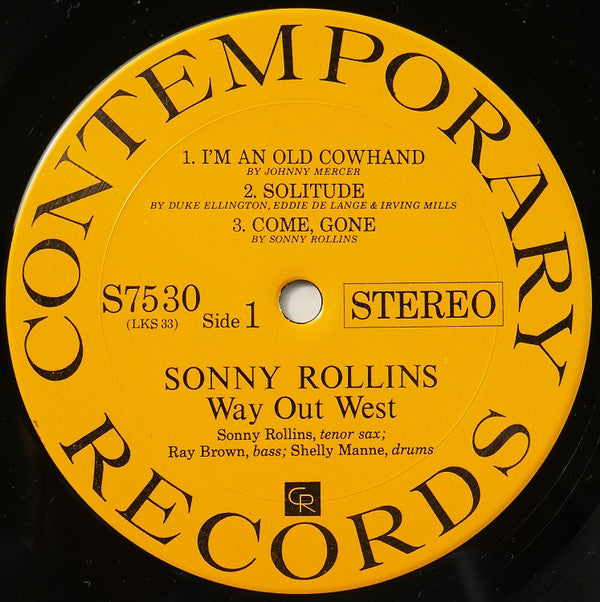 CONTEMPORARY
1. I'M AN OLD COWHAND
BY JOHNNY MERCER
2. SOLITUDE
BY DUKE ELLINGTON, EDDIE DE LANGE & IRVING MILLS
3. COME, GONE
BY SONNY ROLLINS
S7530
(LKS 33)
Side 1
STEREO
SONNY ROLLINS
Way Out West
Sonny Rollins, tenor sax;
Ray Brown, bass; Shelly Manne, drums
CR
RECORDS